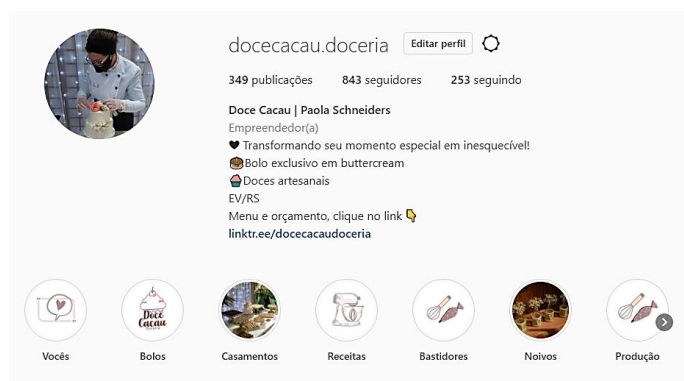 docecacau.doceria Editar perfil
349 publicações 843 seguidores 253 seguindo
Doce Cacau | Paola Schneiders
Empreendedor(a)
🖤 Transformando seu momento especial em inesquecível!
🥞Bolo exclusivo em buttercream
🧁Doces artesanais
EV/RS
Menu e orçamento, clique no link 👇
linktr.ee/docecacaudoceria
Doce
Cacau
Vocês Bolos Casamentos Receitas Bastidores Noivos Produção